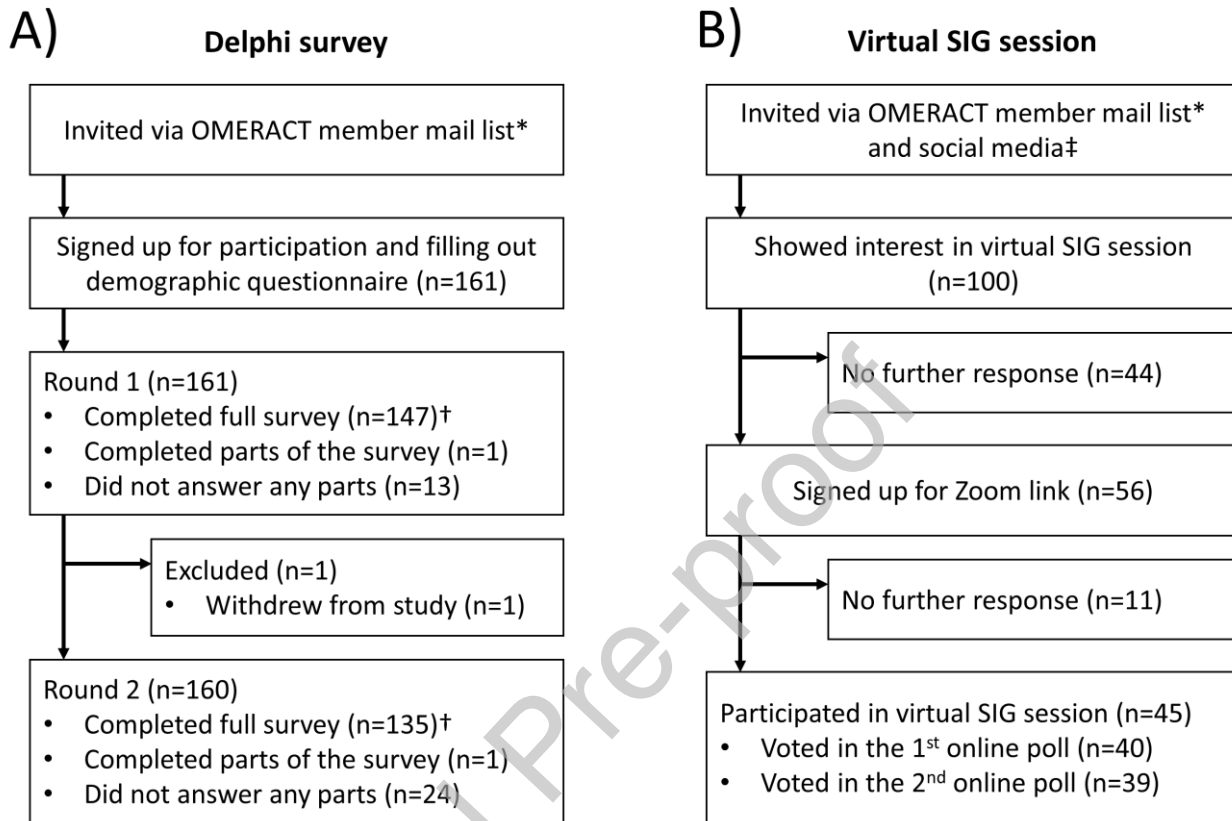 A)
Delphi survey
Invited via OMERACT member mail list*
Signed up for participation and filling out
demographic questionnaire (n=161)
Round 1 (n=161)
• Completed full survey (n=147)†
• Completed parts of the survey (n=1)
• Did not answer any parts (n=13)
Excluded (n=1)
• Withdrew from study (n=1)
Round 2 (n=160)
• Completed full survey (n=135)†
• Completed parts of the survey (n=1)
• Did not answer any parts (n=24)
B)
Virtual SIG session
Invited via OMERACT member mail list*
and social media‡
Showed interest in virtual SIG session
(n=100)
No further response (n=44)
Signed up for Zoom link (n=56)
No further response (n=11)
Participated in virtual SIG session (n=45)
• Voted in the 1st online poll (n=40)
• Voted in the 2nd online poll (n=39)
Pre-proof